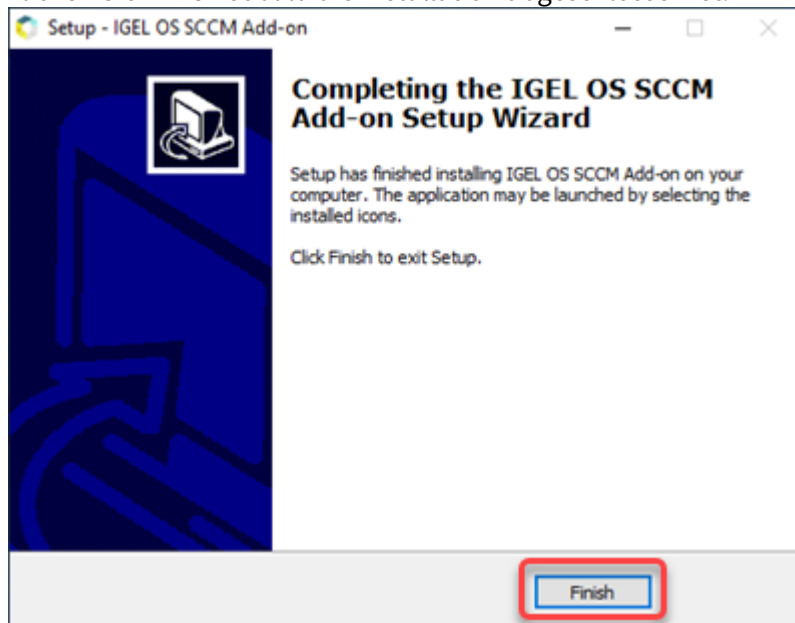 Setup - IGEL OS SCCM Add-on
Completing the IGEL OS SCCM
Add-on Setup Wizard
Setup has finished installing IGEL OS SCCM Add-on on your
computer. The application may be launched by selecting the
installed icons.
Click Finish to exit Setup.
Finish